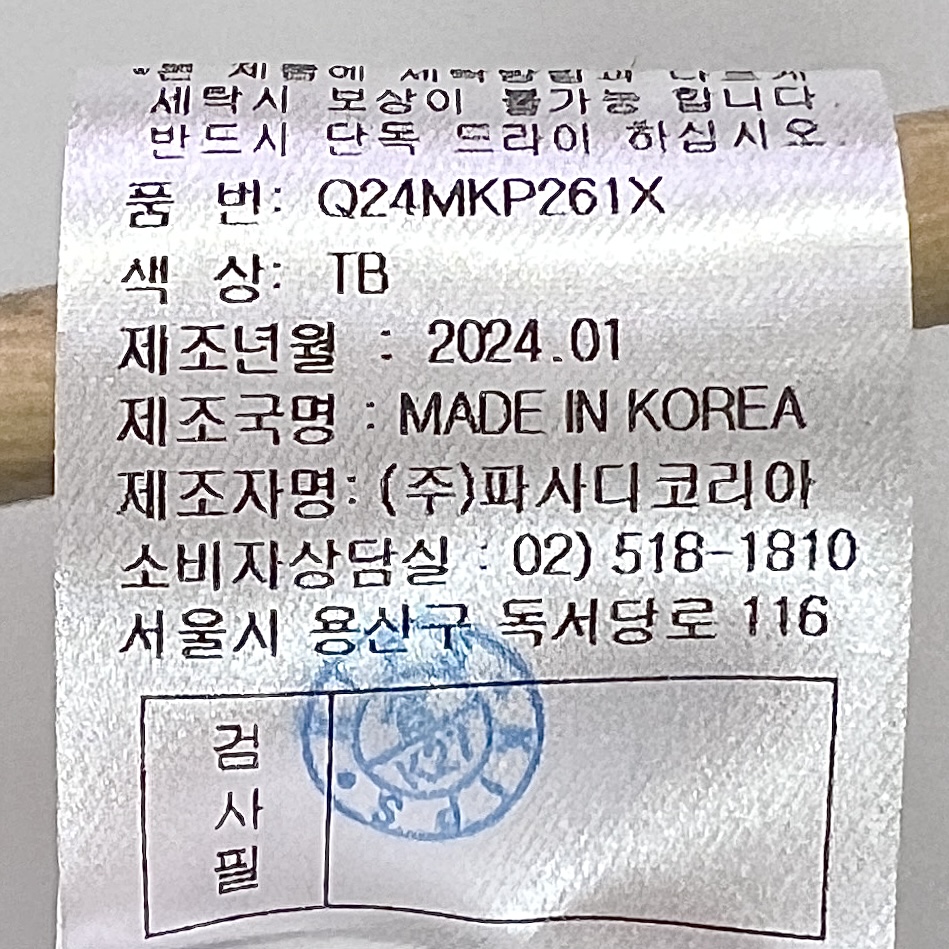 세탁시 보상이 불가능 합니다
반드시 단독 드라이 하십시오.
품 번: Q24MKP261X
색 상: TB
제조년월 : 2024.01
제조국명 : MADE IN KOREA
제조자명: (주)파사디코리아
소비자상담실 : 02) 518-1810
서울시 용산구 독서당로 116
검
사
필